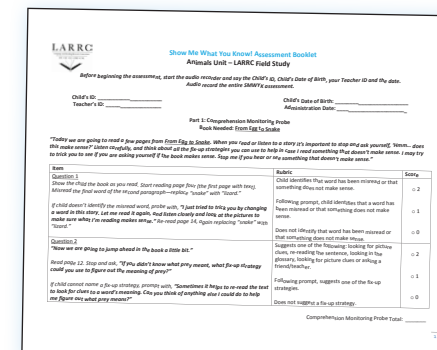 LARRC
Show Me What You Know! Assessment Booklet
Animals Unit – LARRC Field Study
Before beginning the assessment, start the audio recorder and say the Child's ID, Child's Date of Birth, your Teacher ID and the date.
Audio record the entire SMWYK assessment.
Child's ID: ____________________
Child's Date of Birth: ____________________
Teacher's ID: ____________________
Administration Date: ____________________
Part 1: Comprehension Monitoring Probe
Book Needed: From Egg to Snake
"Today we are going to read a few pages from From Egg to Snake. When you read or listen to a story it's important to stop and ask yourself, 'Hmm… does
this make sense?' Listen carefully, and think about all the fix-up strategies you can use to help in case I read something that doesn't make sense. I may try
to trick you to see if you are asking yourself if the book makes sense. Stop me if you hear or see something that doesn't make sense."
Item
Rubric
Score
Question 1
Show the child the book as you read. Start reading page four (the first page with text).
Misread the final word of the second paragraph—replace "snake" with "lizard."
If child doesn't identify the misread word, probe with, "I just tried to trick you by changing
a word in this story. Let me read it again, and listen closely and look at the pictures to
make sure why I'm reading makes sense." Re-read page 14, again replacing "snake" with
"lizard."
Child identifies that word has been misread or that
something does not make sense.
Following prompt, child identifies that a word has
been misread or that something does not make
sense.
Does not identify that word has been misread or
that something does not make sense.
2
1
0
Question 2
"Now we are going to jump ahead in the book a little bit."
Read page 12. Stop and ask, "If you didn't know what prey meant, what fix-up strategy
could you use to figure out the meaning of prey?"
If child cannot name a fix-up strategy, prompt with, "Sometimes it helps to re-read the text
to look for clues to a word's meaning. Can you think of anything else I could do to help
me figure out what prey means?"
Suggests one of the following: looking for picture
clues, re-reading the sentence, looking in the
glossary, looking for picture clues or asking a
friend/teacher.
Following prompt, suggests one of the fix-up
strategies.
Does not suggest a fix-up strategy.
2
1
0
Comprehension Monitoring Probe Total: ______
1